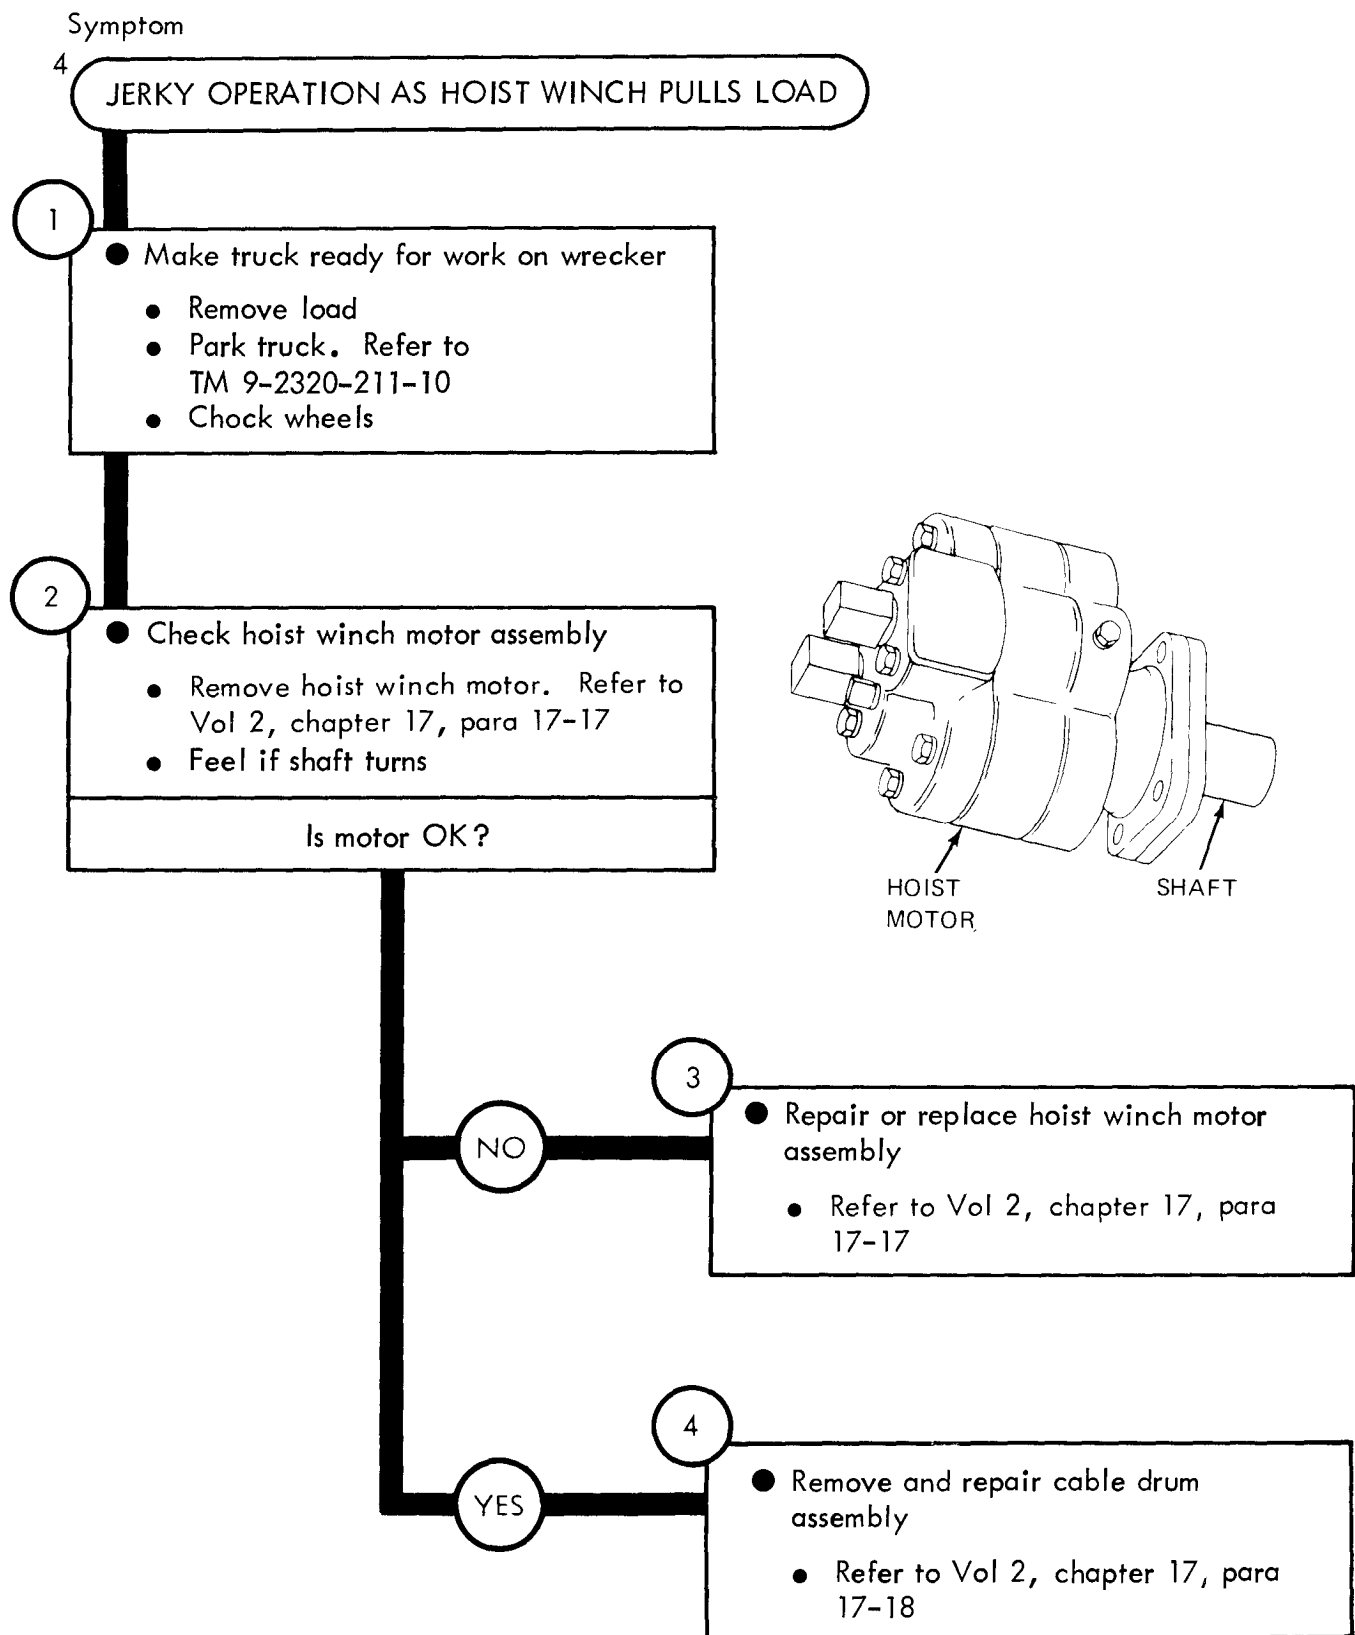 Symptom
4
JERKY OPERATION AS HOIST WINCH PULLS LOAD
1
● Make truck ready for work on wrecker
● Remove load
● Park truck. Refer to
TM 9-2320-211-10
● Chock wheels
2
● Check hoist winch motor assembly
● Remove hoist winch motor. Refer to
Vol 2, chapter 17, para 17-17
● Feel if shaft turns
Is motor OK?
HOIST
MOTOR
SHAFT
3
● Repair or replace hoist winch motor
assembly
● Refer to Vol 2, chapter 17, para
17-17
NO
4
● Remove and repair cable drum
assembly
● Refer to Vol 2, chapter 17, para
17-18
YES